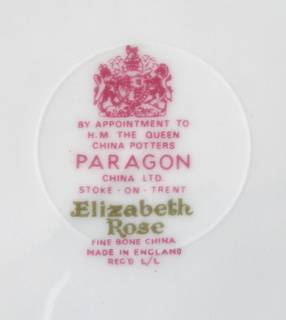 BY APPOINTMENT TO
H.M. THE QUEEN
CHINA POTTERS
PARAGON
CHINA LTD.
STOKE-ON-TRENT
Elizabeth
Rose
FINE BONE CHINA
MADE IN ENGLAND
REG'D L/L